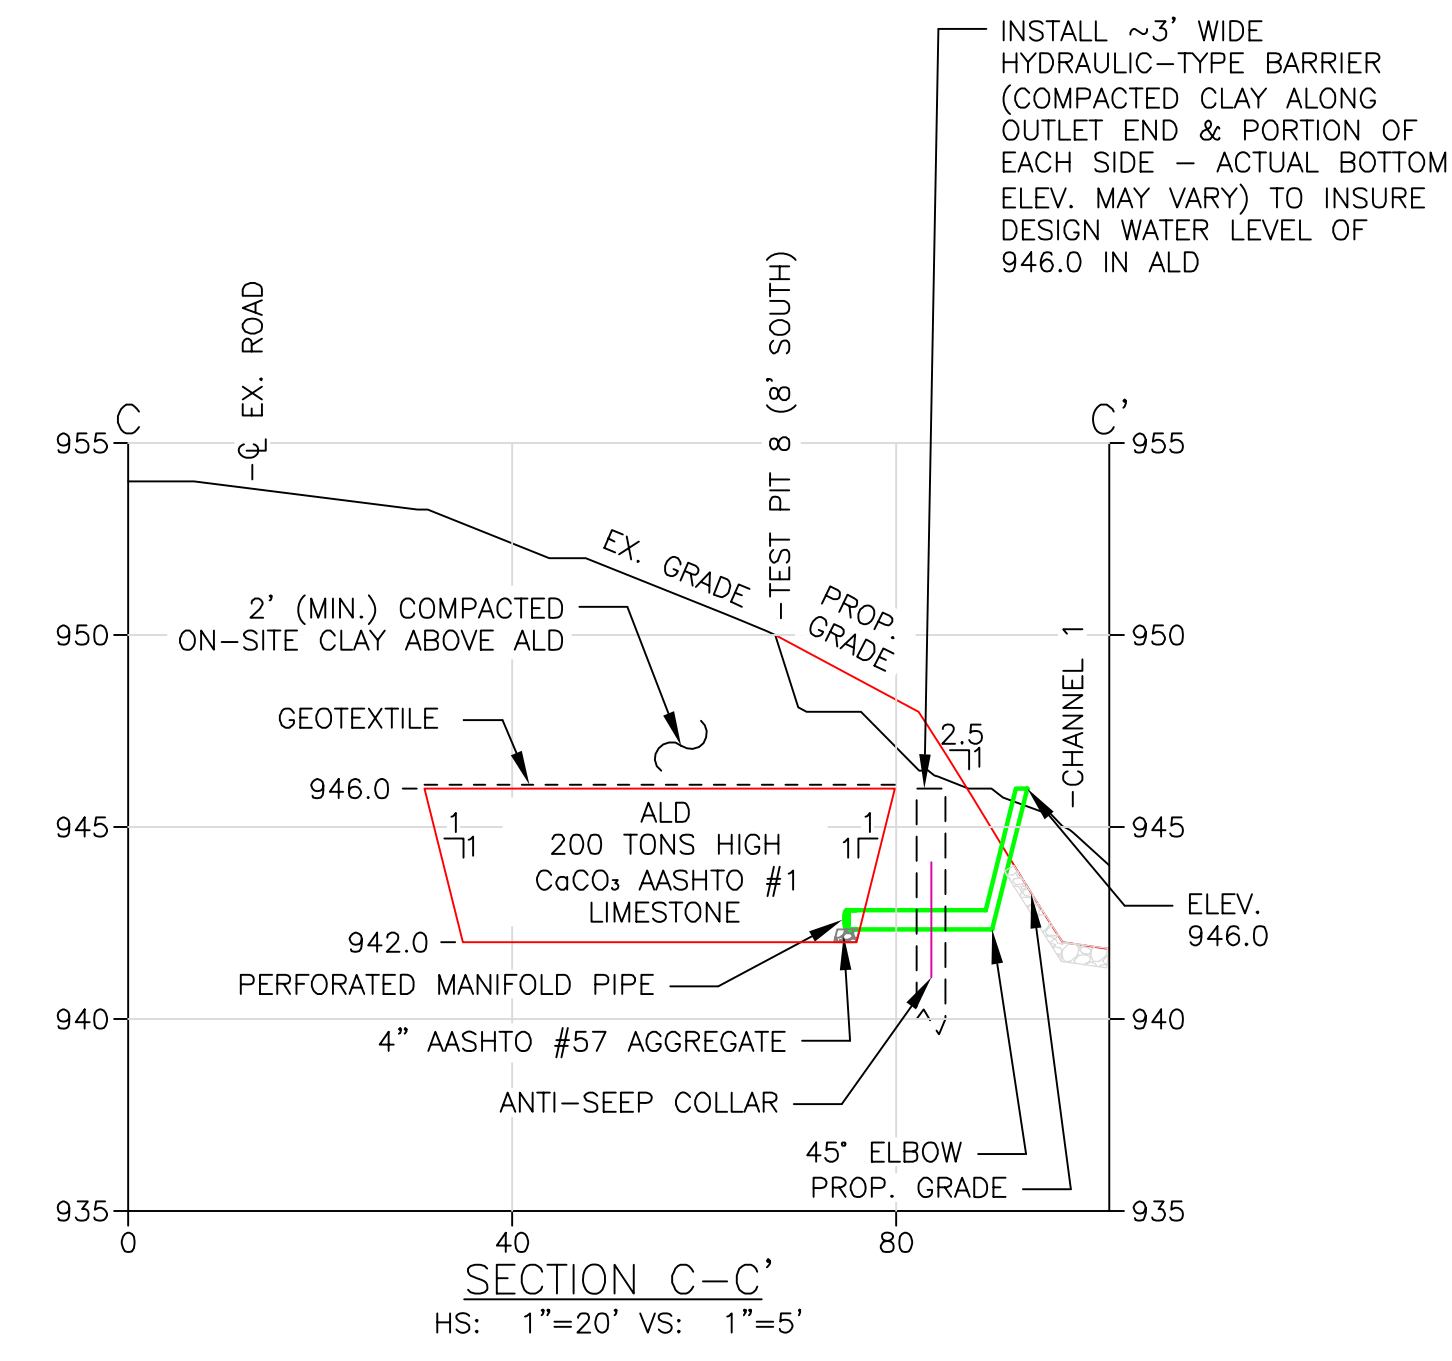 INSTALL ~3' WIDE
HYDRAULIC-TYPE BARRIER
(COMPACTED CLAY ALONG
OUTLET END & PORTION OF
EACH SIDE - ACTUAL BOTTOM
ELEV. MAY VARY) TO INSURE
DESIGN WATER LEVEL OF
946.0 IN ALD
℄ EX. ROAD
TEST PIT 8 (8' SOUTH)
C
C'
955
955
EX. GRADE
PROP.
GRADE
2' (MIN.) COMPACTED
ON-SITE CLAY ABOVE ALD
950
950
CHANNEL 1
GEOTEXTILE
2.5
1
946.0
945
945
1
1
ALD
200 TONS HIGH
CaCO₃ AASHTO #1
LIMESTONE
1
1
942.0
ELEV.
946.0
PERFORATED MANIFOLD PIPE
940
940
4" AASHTO #57 AGGREGATE
ANTI-SEEP COLLAR
45° ELBOW
PROP. GRADE
935
935
0
40
80
SECTION C-C'
HS: 1"=20' VS: 1"=5'